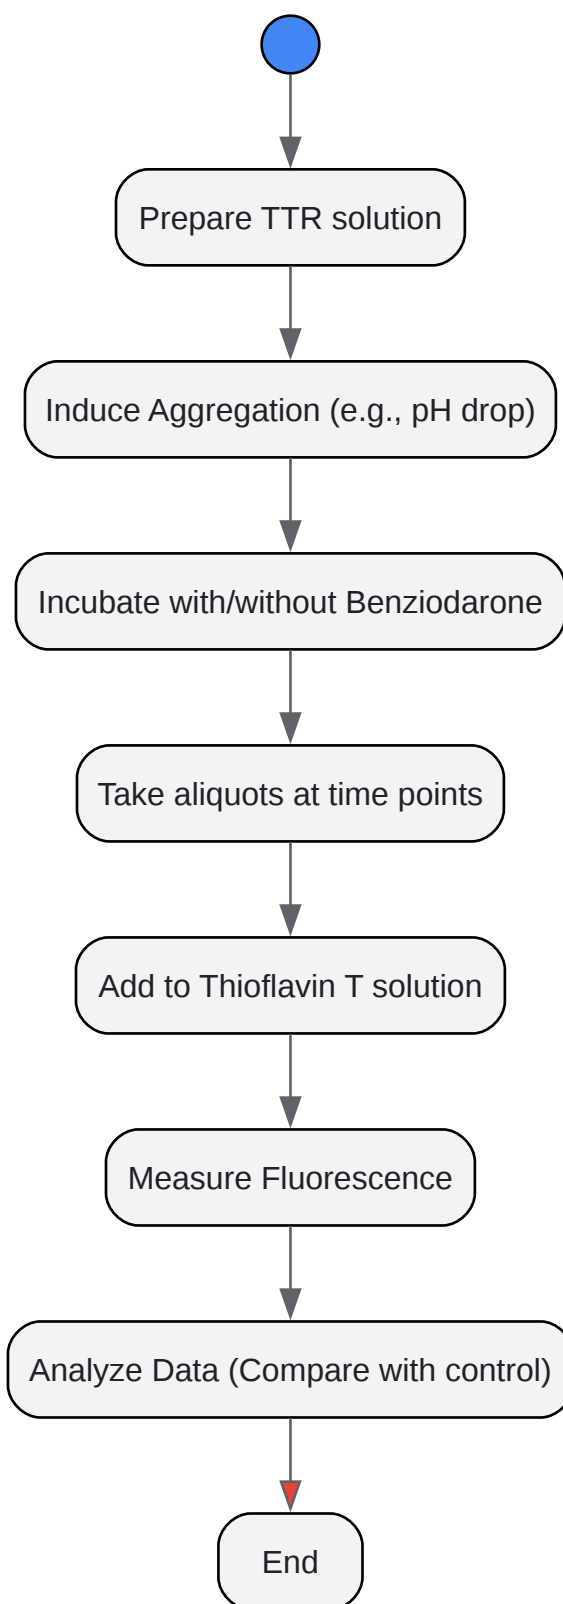 Prepare TTR solution
Induce Aggregation (e.g., pH drop)
Incubate with/without Benziodarone
Take aliquots at time points
Add to Thioflavin T solution
Measure Fluorescence
Analyze Data (Compare with control)
End